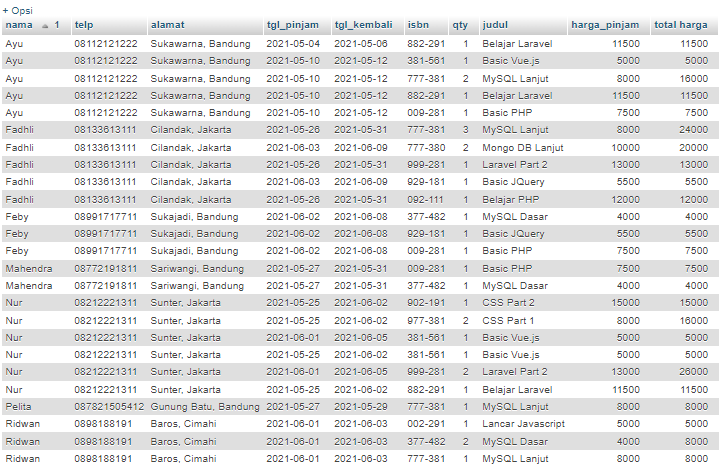 + Opsi
nama 1 telp alamat tgl_pinjam tgl_kembali isbn qty judul harga_pinjam total harga
Ayu 08112121222 Sukawarna, Bandung 2021-05-04 2021-05-06 882-291 1 Belajar Laravel 11500 11500
Ayu 08112121222 Sukawarna, Bandung 2021-05-10 2021-05-12 381-561 1 Basic Vue.js 5000 5000
Ayu 08112121222 Sukawarna, Bandung 2021-05-10 2021-05-12 777-381 2 MySQL Lanjut 8000 16000
Ayu 08112121222 Sukawarna, Bandung 2021-05-10 2021-05-12 882-291 1 Belajar Laravel 11500 11500
Ayu 08112121222 Sukawarna, Bandung 2021-05-10 2021-05-12 009-281 1 Basic PHP 7500 7500
Fadhli 08133613111 Cilandak, Jakarta 2021-05-26 2021-05-31 777-381 3 MySQL Lanjut 8000 24000
Fadhli 08133613111 Cilandak, Jakarta 2021-06-03 2021-06-09 777-380 2 Mongo DB Lanjut 10000 20000
Fadhli 08133613111 Cilandak, Jakarta 2021-05-26 2021-05-31 999-281 1 Laravel Part 2 13000 13000
Fadhli 08133613111 Cilandak, Jakarta 2021-06-03 2021-06-09 929-181 1 Basic JQuery 5500 5500
Fadhli 08133613111 Cilandak, Jakarta 2021-05-26 2021-05-31 092-111 1 Belajar PHP 12000 12000
Feby 08991717711 Sukajadi, Bandung 2021-06-02 2021-06-08 377-482 1 MySQL Dasar 4000 4000
Feby 08991717711 Sukajadi, Bandung 2021-06-02 2021-06-08 929-181 1 Basic JQuery 5500 5500
Feby 08991717711 Sukajadi, Bandung 2021-06-02 2021-06-08 009-281 1 Basic PHP 7500 7500
Mahendra 08772191811 Sariwangi, Bandung 2021-05-27 2021-05-31 009-281 1 Basic PHP 7500 7500
Mahendra 08772191811 Sariwangi, Bandung 2021-05-27 2021-05-31 377-482 1 MySQL Dasar 4000 4000
Nur 08212221311 Sunter, Jakarta 2021-05-25 2021-06-02 902-191 1 CSS Part 2 15000 15000
Nur 08212221311 Sunter, Jakarta 2021-05-25 2021-06-02 977-381 2 CSS Part 1 8000 16000
Nur 08212221311 Sunter, Jakarta 2021-06-01 2021-06-05 381-561 1 Basic Vue.js 5000 5000
Nur 08212221311 Sunter, Jakarta 2021-05-25 2021-06-02 381-561 1 Basic Vue.js 5000 5000
Nur 08212221311 Sunter, Jakarta 2021-06-01 2021-06-05 999-281 2 Laravel Part 2 13000 26000
Nur 08212221311 Sunter, Jakarta 2021-05-25 2021-06-02 882-291 1 Belajar Laravel 11500 11500
Pelita 087821505412 Gunung Batu, Bandung 2021-05-27 2021-05-29 777-381 1 MySQL Lanjut 8000 8000
Ridwan 0898188191 Baros, Cimahi 2021-06-01 2021-06-03 002-291 1 Lancar Javascript 5000 5000
Ridwan 0898188191 Baros, Cimahi 2021-06-01 2021-06-03 377-482 2 MySQL Dasar 4000 8000
Ridwan 0898188191 Baros, Cimahi 2021-06-01 2021-06-03 777-381 1 MySQL Lanjut 8000 8000